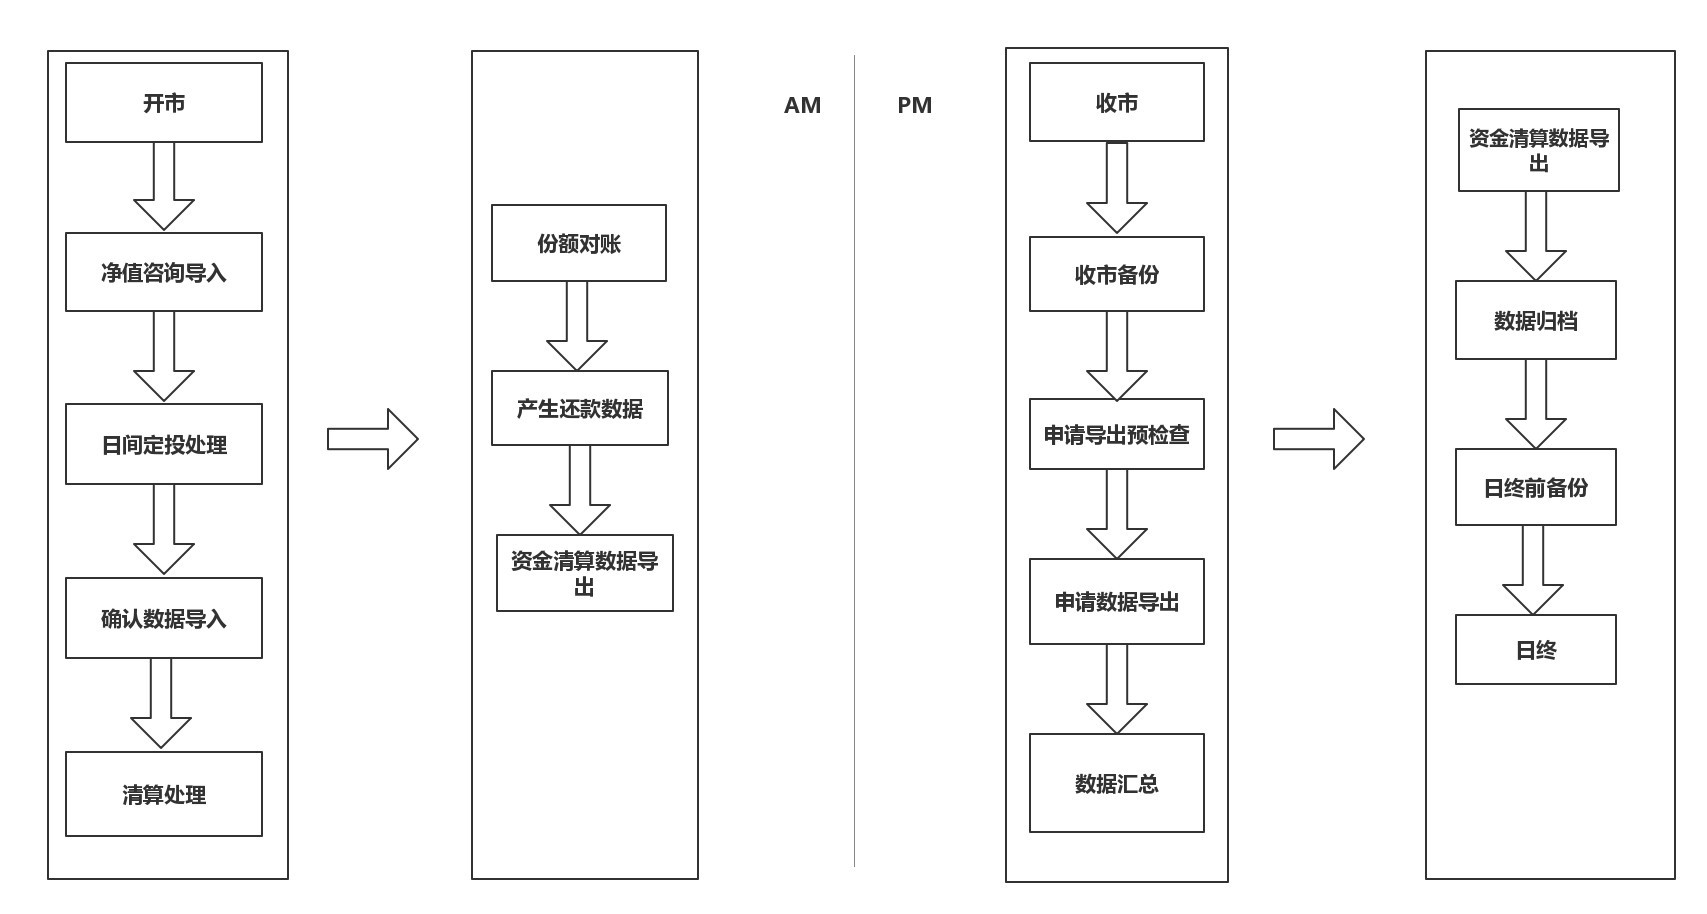 开市
净值咨询导入
日间定投处理
确认数据导入
清算处理
份额对账
产生还款数据
资金清算数据导
出
AM
PM
收市
收市备份
申请导出预检查
申请数据导出
数据汇总
资金清算数据导
出
数据归档
日终前备份
日终